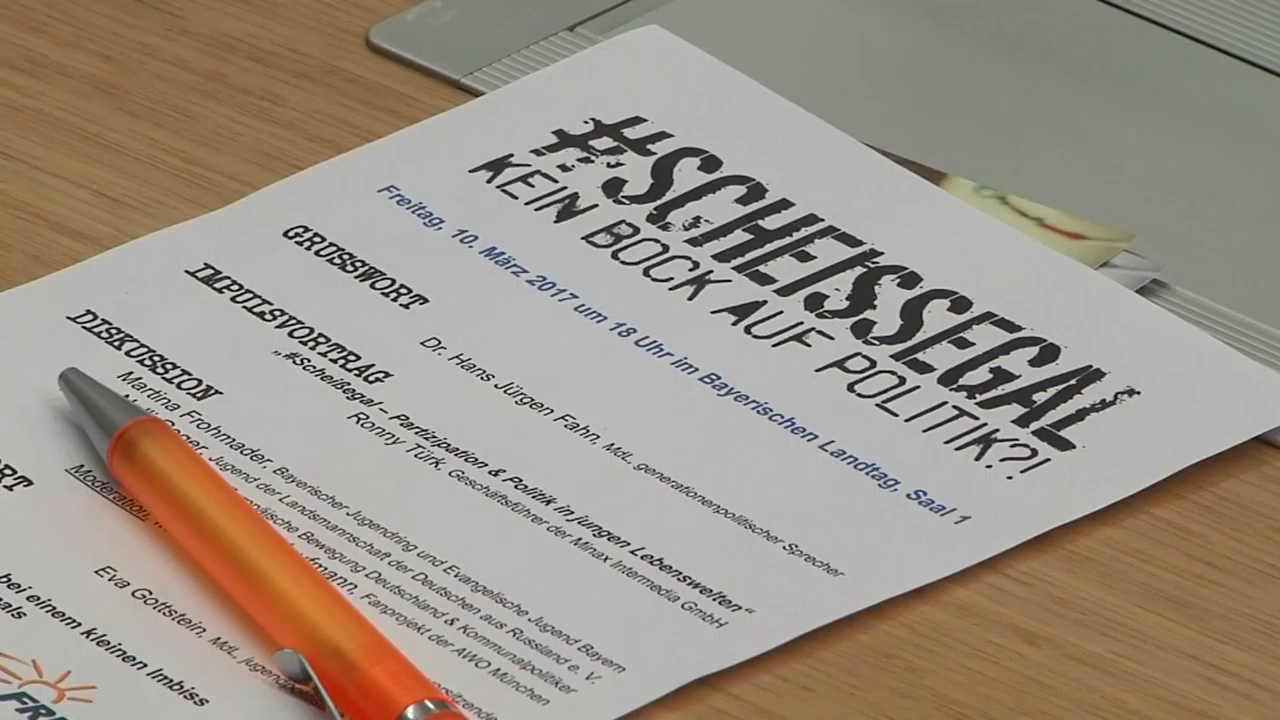 #SCHEISSEGAL
KEIN BOCK AUF POLITIK?!
Freitag, 10. März 2017 um 18 Uhr im Bayerischen Landtag, Saal 1
GRUSSWORT
Dr. Hans Jürgen Fahn, MdL, generationenpolitischer Sprecher
IMPULSVORTRAG
„#Scheißegal – Partizipation & Politik in jungen Lebenswelten“
Ronny Türk, Geschäftsführer der Minax Intermedia GmbH
DISKUSSION
Martina Frohmader, Bayerischer Jugendring und Evangelische Jugend Bayern
Jugend der Landsmannschaft der Deutschen aus Russland e. V.
Bewegung Deutschland & Kommunalpolitiker
Fanprojekt der AWO München
Moderation
Eva Gottstein, MdL,
bei einem kleinen Imbiss